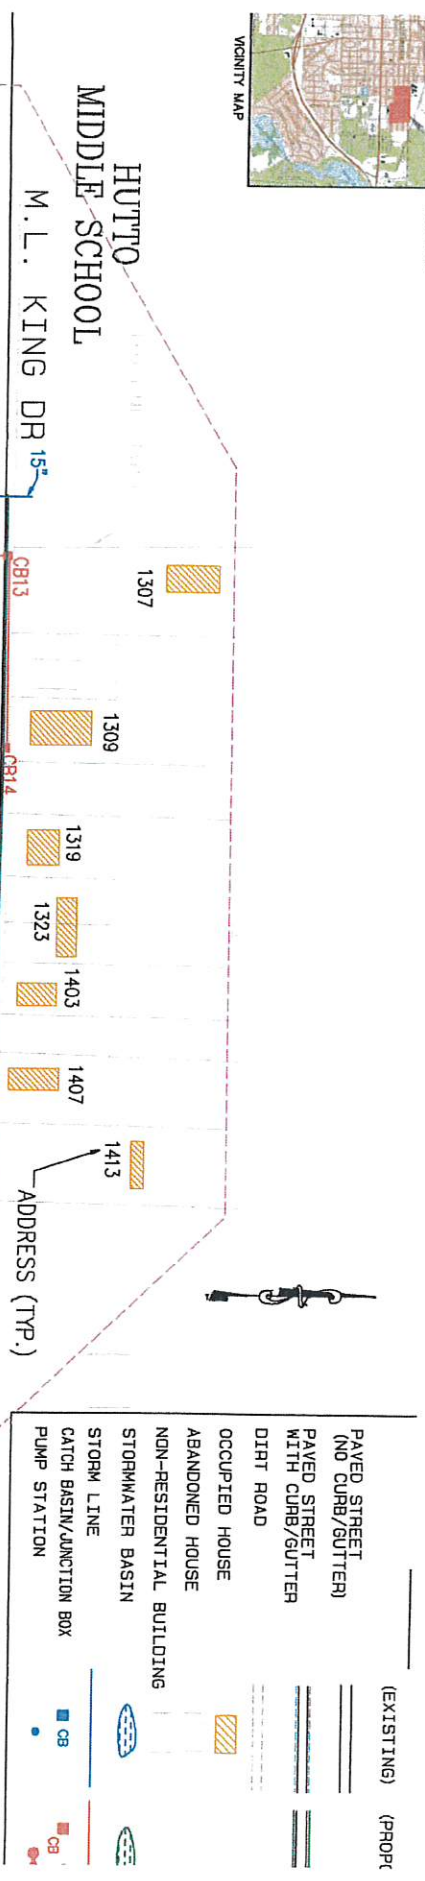 VICINITY MAP
HUTTO
MIDDLE SCHOOL
M.L. KING DR
15"
CB13
CB14
1307
1309
1319
1323
1403
1407
1413
ADDRESS (TYP.)
(EXISTING) (PROPO
PAVED STREET
(NO CURB/GUTTER)
PAVED STREET
WITH CURB/GUTTER
DIRT ROAD
OCCUPIED HOUSE
ABANDONED HOUSE
NON-RESIDENTIAL BUILDING
STORMWATER BASIN
STORM LINE
CATCH BASIN/JUNCTION BOX CB CB
PUMP STATION